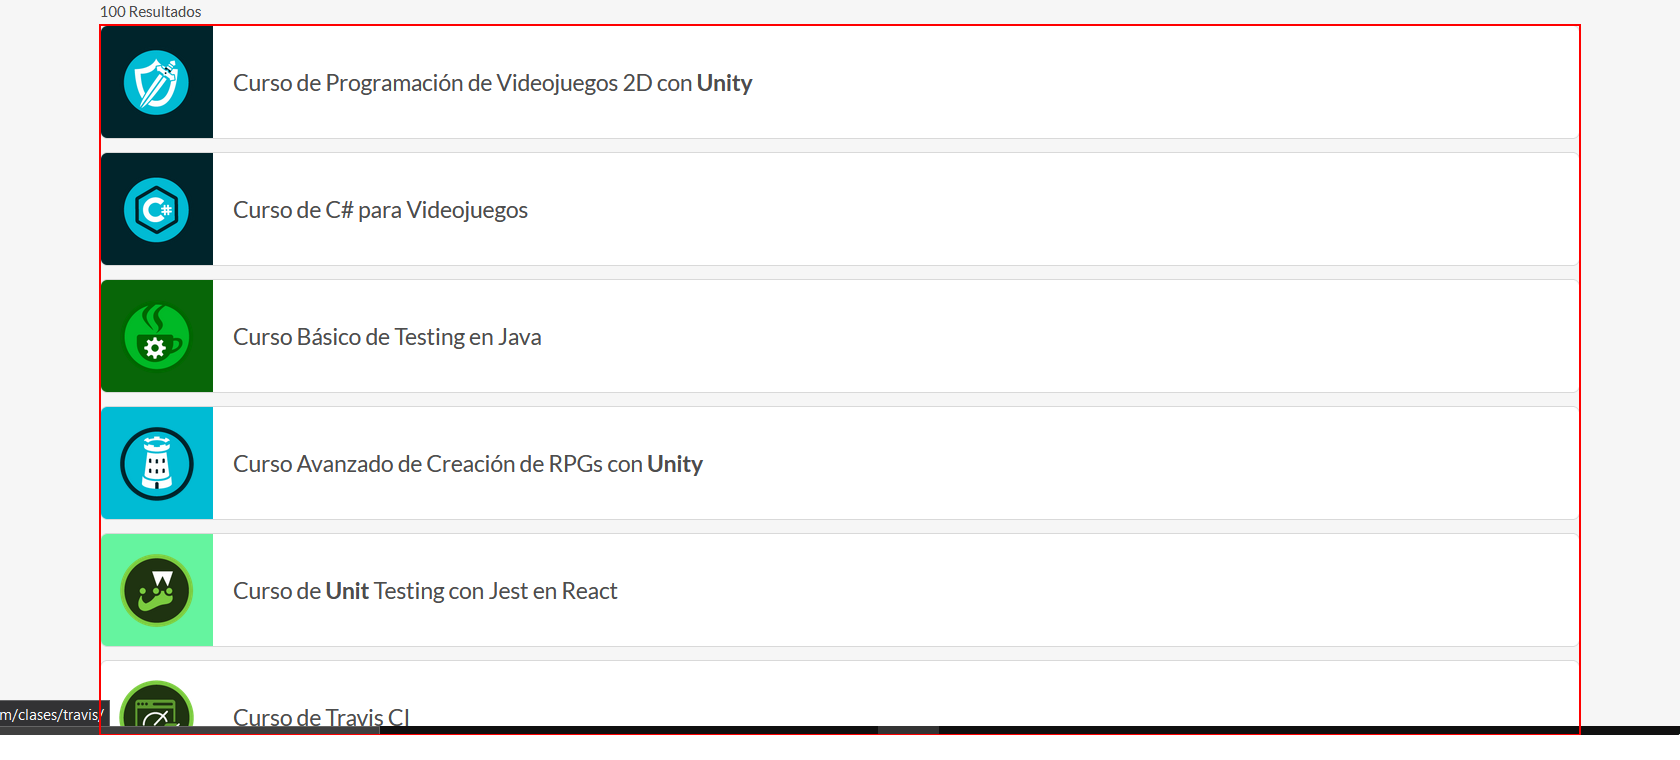 100 Resultados
Curso de Programación de Videojuegos 2D con Unity
C#
Curso de C# para Videojuegos
Curso Básico de Testing en Java
Curso Avanzado de Creación de RPGs con Unity
Curso de Unit Testing con Jest en React
Curso de Travis CI
m/clases/travis/